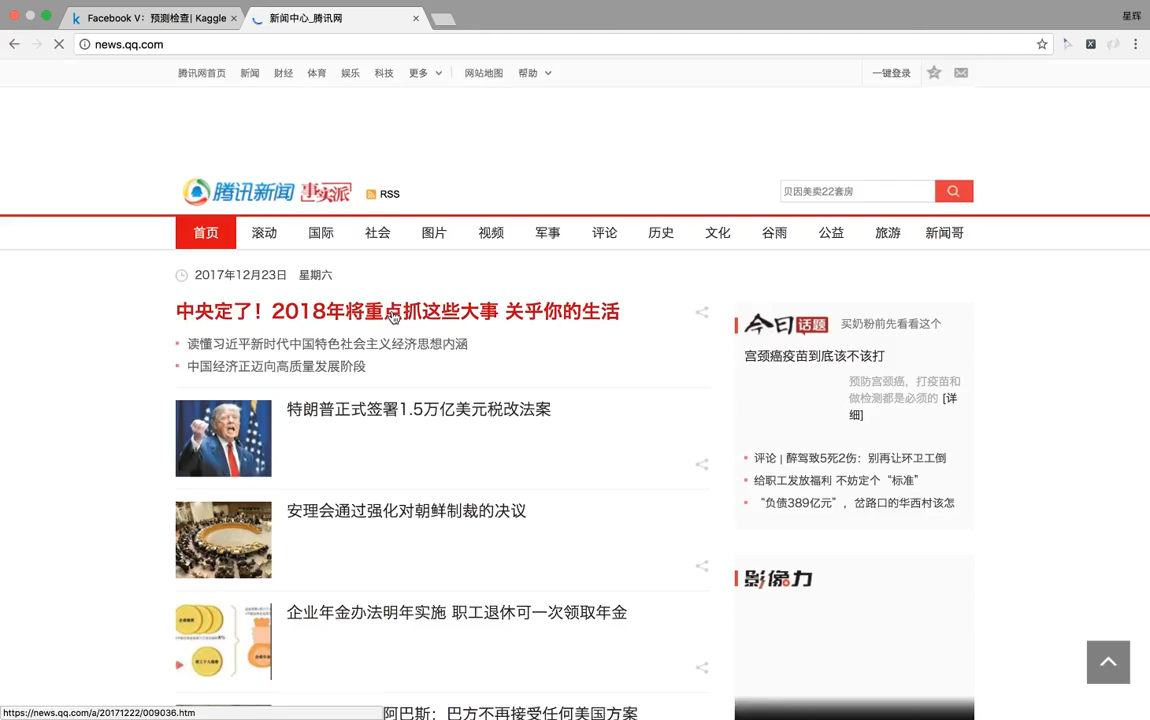 Facebook V：预测检查| Kaggle
新闻中心_腾讯网
星辉
news.qq.com
腾讯网首页 新闻 财经 体育 娱乐 科技 更多 网站地图 帮助 一键登录
腾讯新闻 事实派 RSS
贝因美卖22套房
首页 滚动 国际 社会 图片 视频 军事 评论 历史 文化 谷雨 公益 旅游 新闻哥
2017年12月23日 星期六
中央定了！2018年将重点抓这些大事 关乎你的生活
读懂习近平新时代中国特色社会主义经济思想内涵
中国经济正迈向高质量发展阶段
特朗普正式签署1.5万亿美元税改法案
安理会通过强化对朝鲜制裁的决议
企业年金办法明年实施 职工退休可一次领取年金
阿巴斯：巴方不再接受任何美国方案
今日话题 买奶粉前先看看这个
宫颈癌疫苗到底该不该打
预防宫颈癌，打疫苗和
做检测都是必须的 [详
细]
评论 | 醉驾致5死2伤：别再让环卫工倒
给职工发放福利 不妨定个“标准”
“负债389亿元”，岔路口的华西村该怎
影像力
https://news.qq.com/a/20171222/009036.htm